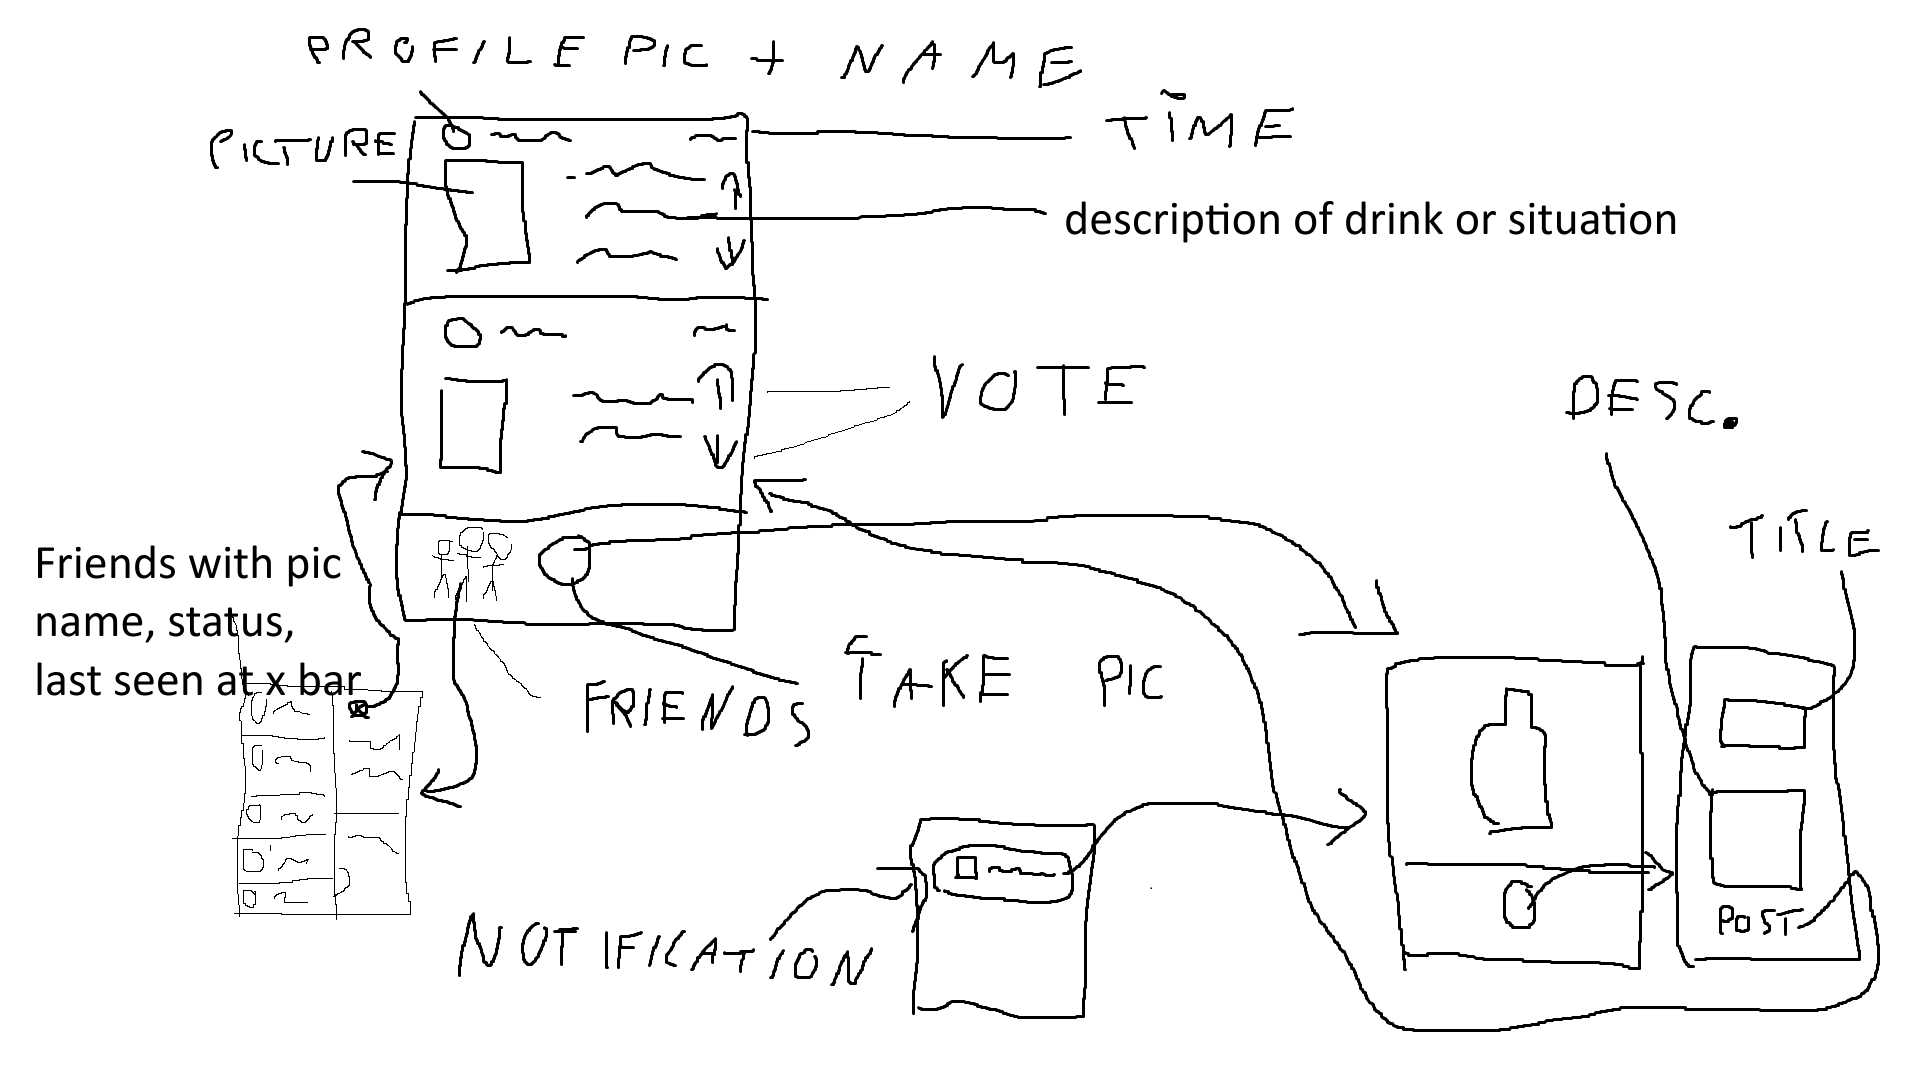 PROFILE PIC + NAME
TIME
PICTURE
description of drink or situation
VOTE
DESC.
TITLE
Friends with pic
name, status,
last seen at x bar
TAKE PIC
FRIENDS
POST
NOTIFICATION